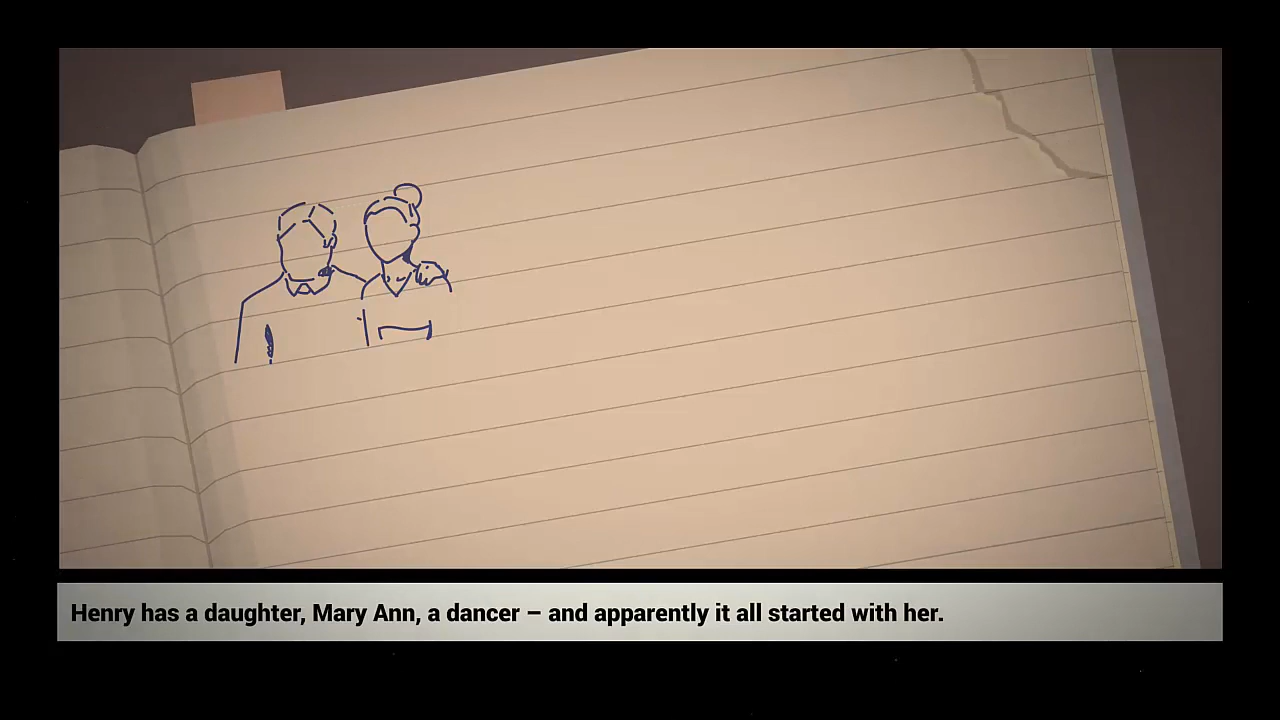 Henry has a daughter, Mary Ann, a dancer – and apparently it all started with her.